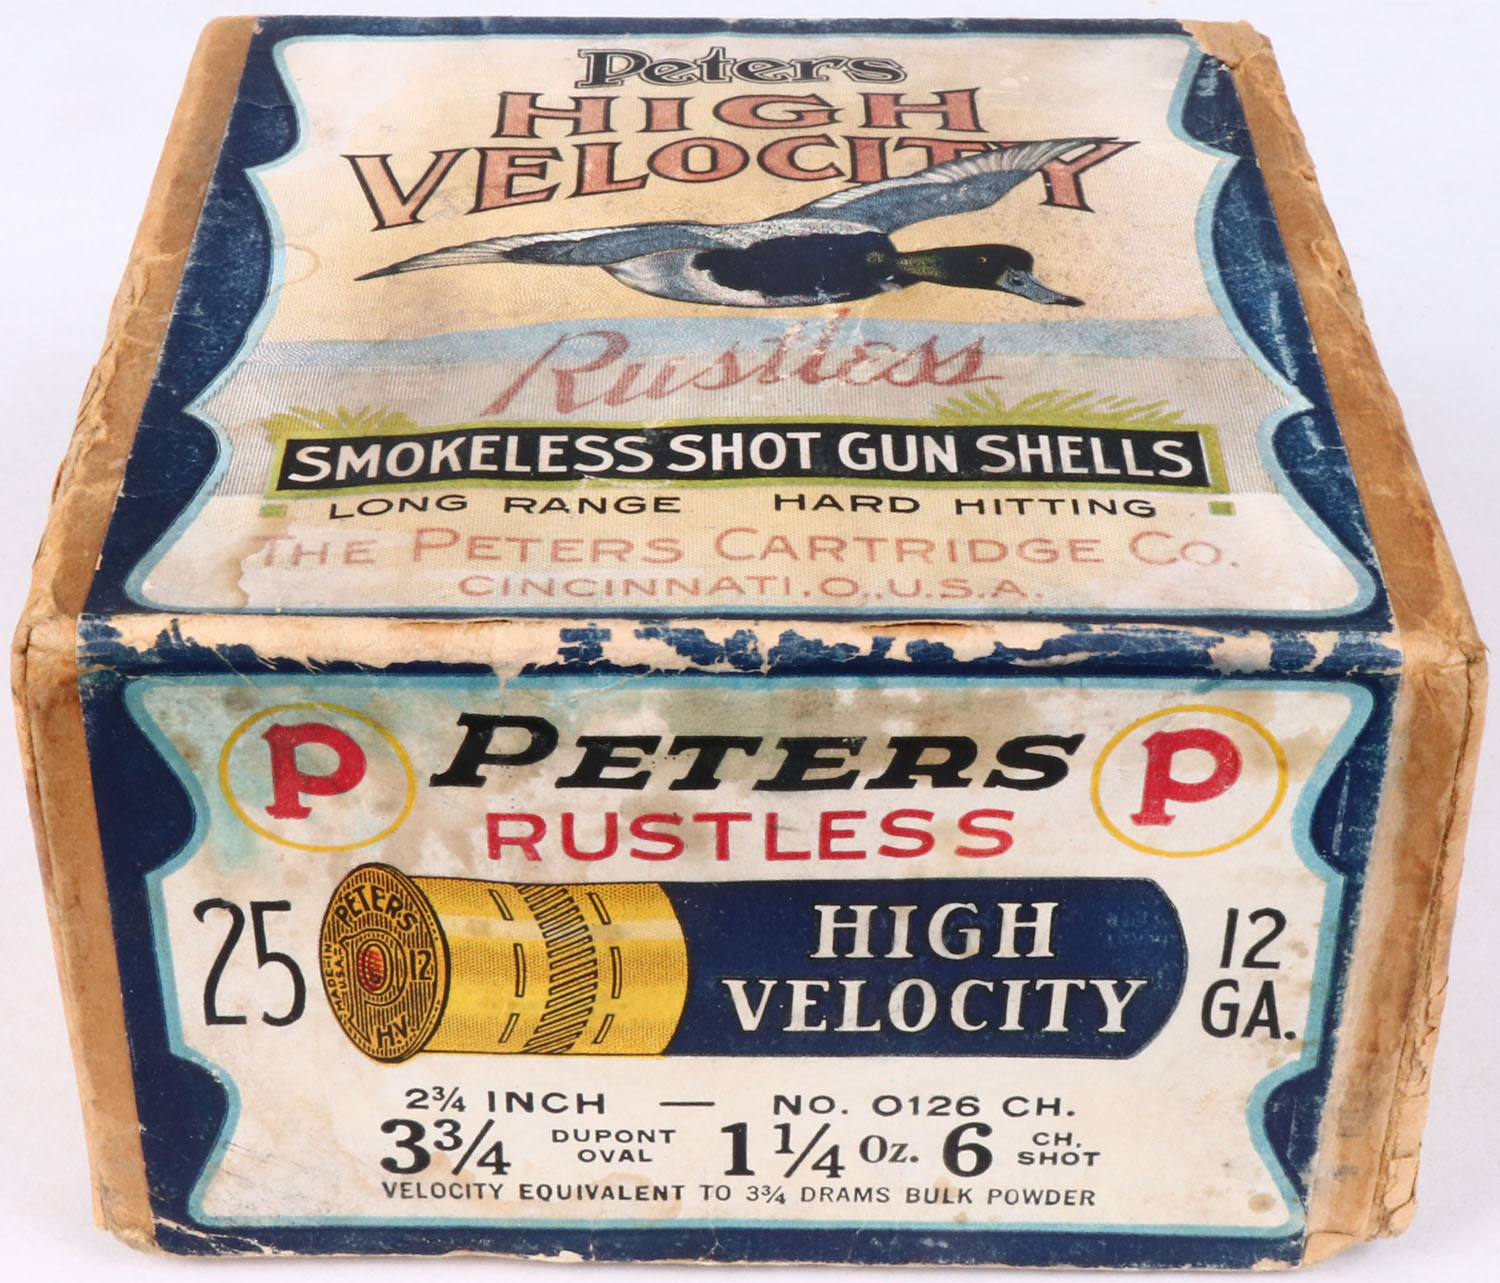 Peters
HIGH
VELOCITY
Rustless
SMOKELESS SHOT GUN SHELLS
LONG RANGE HARD HITTING
THE PETERS CARTRIDGE CO.
CINCINNATI, O., U.S.A.
P PETERS P
RUSTLESS
25
PETERS
MADE-IN
U.S.A.
12
H.V.
HIGH
VELOCITY
12
GA.
2¾ INCH — NO. 0126 CH.
3¾ DUPONT OVAL 1¼ Oz. 6 CH. SHOT
VELOCITY EQUIVALENT TO 3¾ DRAMS BULK POWDER